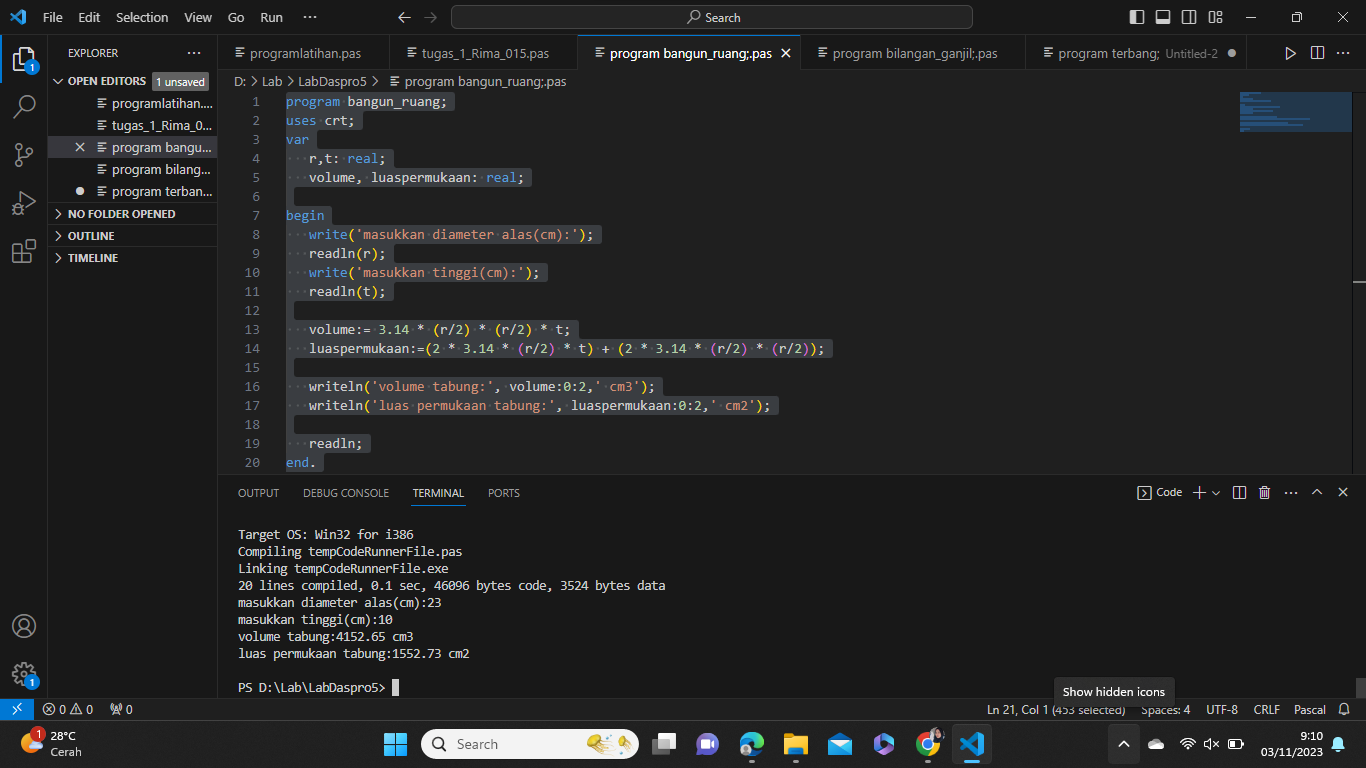 File Edit Selection View Go Run ··· Search
EXPLORER ···
OPEN EDITORS 1 unsaved
programlatihan....
tugas_1_Rima_0...
program bangu...
program bilang...
program terban...
NO FOLDER OPENED
OUTLINE
TIMELINE
1
1
programlatihan.pas tugas_1_Rima_015.pas program bangun_ruang;.pas program bilangan_ganjil;.pas program terbang; Untitled-2
D: > Lab > LabDaspro5 > program bangun_ruang;.pas
1 program bangun_ruang;
2 uses crt;
3 var
4 r,t: real;
5 volume, luaspermukaan: real;
6
7 begin
8 write('masukkan diameter alas(cm):');
9 readln(r);
10 write('masukkan tinggi(cm):');
11 readln(t);
12
13 volume:= 3.14 * (r/2) * (r/2) * t;
14 luaspermukaan:=(2 * 3.14 * (r/2) * t) + (2 * 3.14 * (r/2) * (r/2));
15
16 writeln('volume tabung:', volume:0:2,' cm3');
17 writeln('luas permukaan tabung:', luaspermukaan:0:2,' cm2');
18
19 readln;
20 end.
OUTPUT DEBUG CONSOLE TERMINAL PORTS Code
Target OS: Win32 for i386
Compiling tempCodeRunnerFile.pas
Linking tempCodeRunnerFile.exe
20 lines compiled, 0.1 sec, 46096 bytes code, 3524 bytes data
masukkan diameter alas(cm):23
masukkan tinggi(cm):10
volume tabung:4152.65 cm3
luas permukaan tabung:1552.73 cm2
PS D:\Lab\LabDaspro5>
Show hidden icons
0 0 0 Ln 21, Col 1 (453 selected) Spaces: 4 UTF-8 CRLF Pascal
1 28°C
Cerah
Search
9:10
03/11/2023